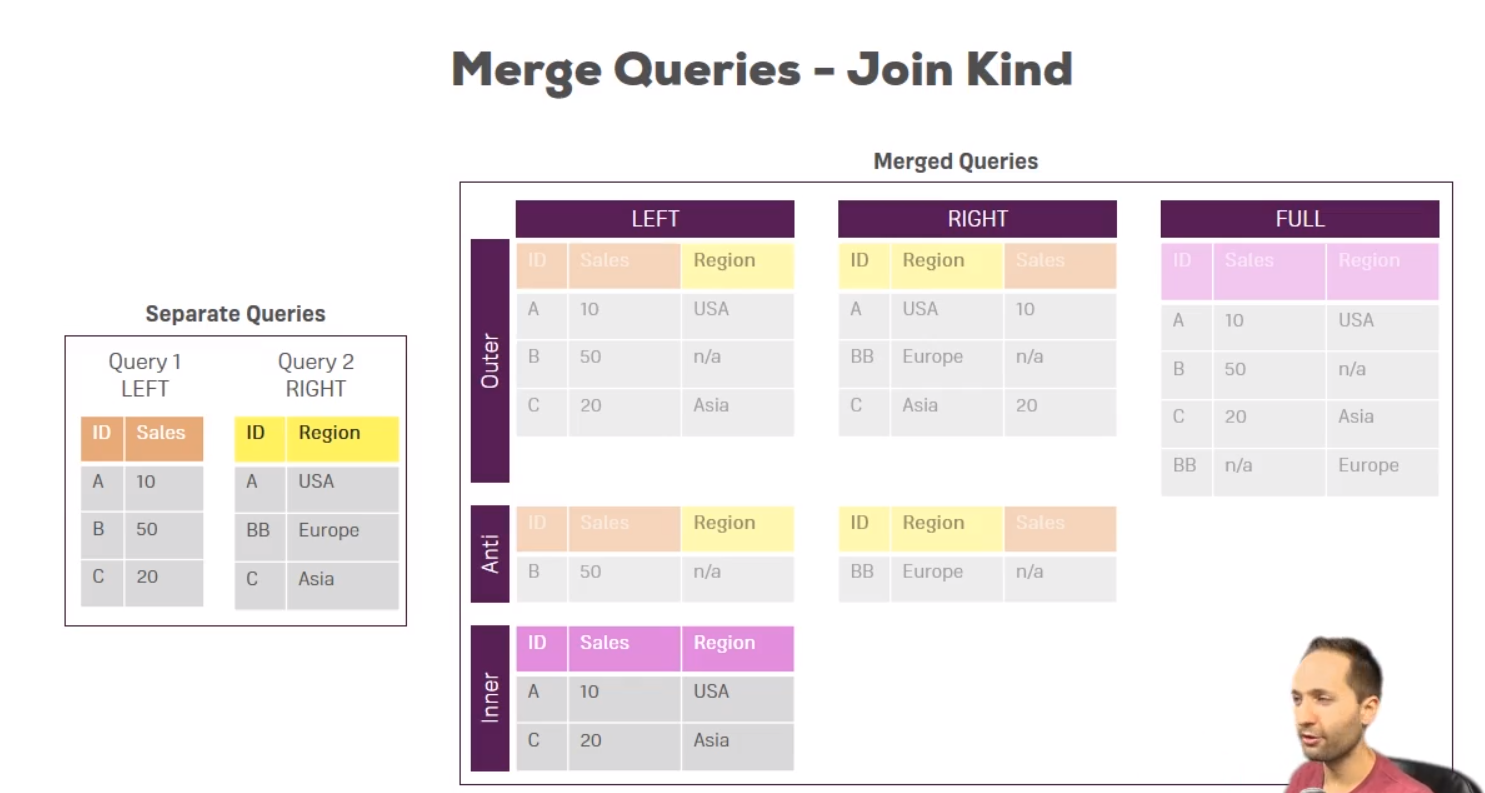 Merge Queries - Join Kind
Merged Queries
Separate Queries
Query 1
LEFT
ID Sales
A 10
B 50
C 20
Query 2
RIGHT
ID Region
A USA
BB Europe
C Asia
LEFT RIGHT FULL
Outer
ID Sales Region
A 10 USA
B 50 n/a
C 20 Asia
ID Region Sales
A USA 10
BB Europe n/a
C Asia 20
ID Sales Region
A 10 USA
B 50 n/a
C 20 Asia
BB n/a Europe
Anti
ID Sales Region
B 50 n/a
ID Region Sales
BB Europe n/a
Inner
ID Sales Region
A 10 USA
C 20 Asia